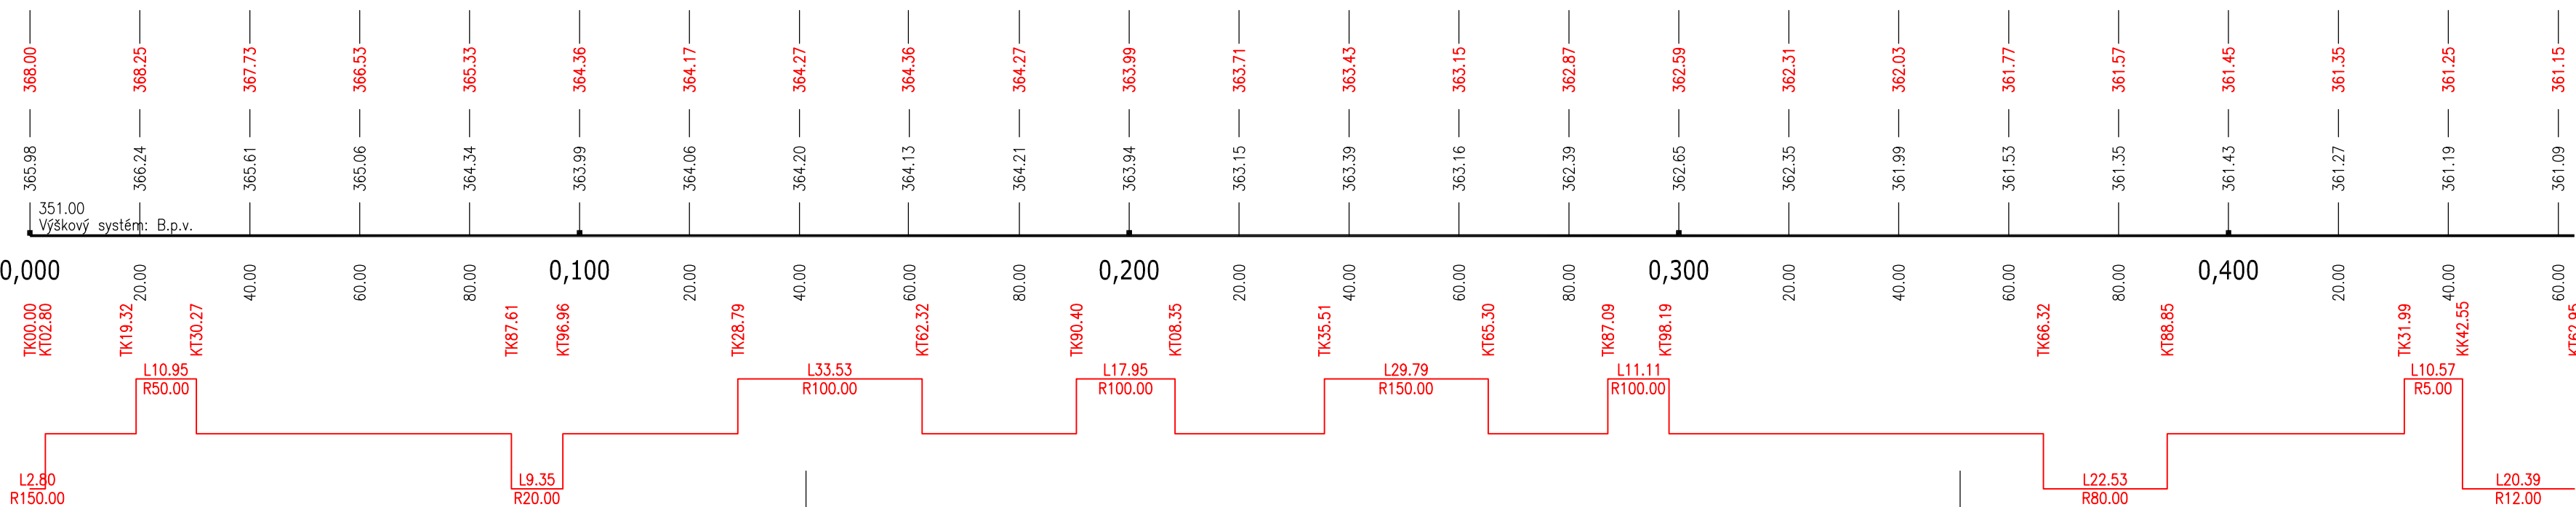 368.00 368.25 367.73 366.53 365.33 364.36 364.17 364.27 364.36 364.27 363.99 363.71 363.43 363.15 362.87 362.59 362.31 362.03 361.77 361.57 361.45 361.35 361.25 361.15
365.98 366.24 365.61 365.06 364.34 363.99 364.06 364.20 364.13 364.21 363.94 363.15 363.39 363.16 362.39 362.65 362.35 361.99 361.53 361.35 361.43 361.27 361.19 361.09
351.00
Výškový systém: B.p.v.
0,000 20.00 40.00 60.00 80.00 0,100 20.00 40.00 60.00 80.00 0,200 20.00 40.00 60.00 80.00 0,300 20.00 40.00 60.00 80.00 0,400 20.00 40.00 60.00
TK00.00 KT02.80 TK19.32 KT30.27 TK87.61 KT96.96 TK28.79 KT62.32 TK90.40 KT08.35 TK35.51 KT65.30 TK87.09 KT98.19 TK66.32 KT88.85 TK31.99 KK42.55 KT62.95
L10.95 L33.53 L17.95 L29.79 L11.11 L10.57
R50.00 R100.00 R100.00 R150.00 R100.00 R5.00
L2.80 L9.35 L22.53 L20.39
R150.00 R20.00 R80.00 R12.00